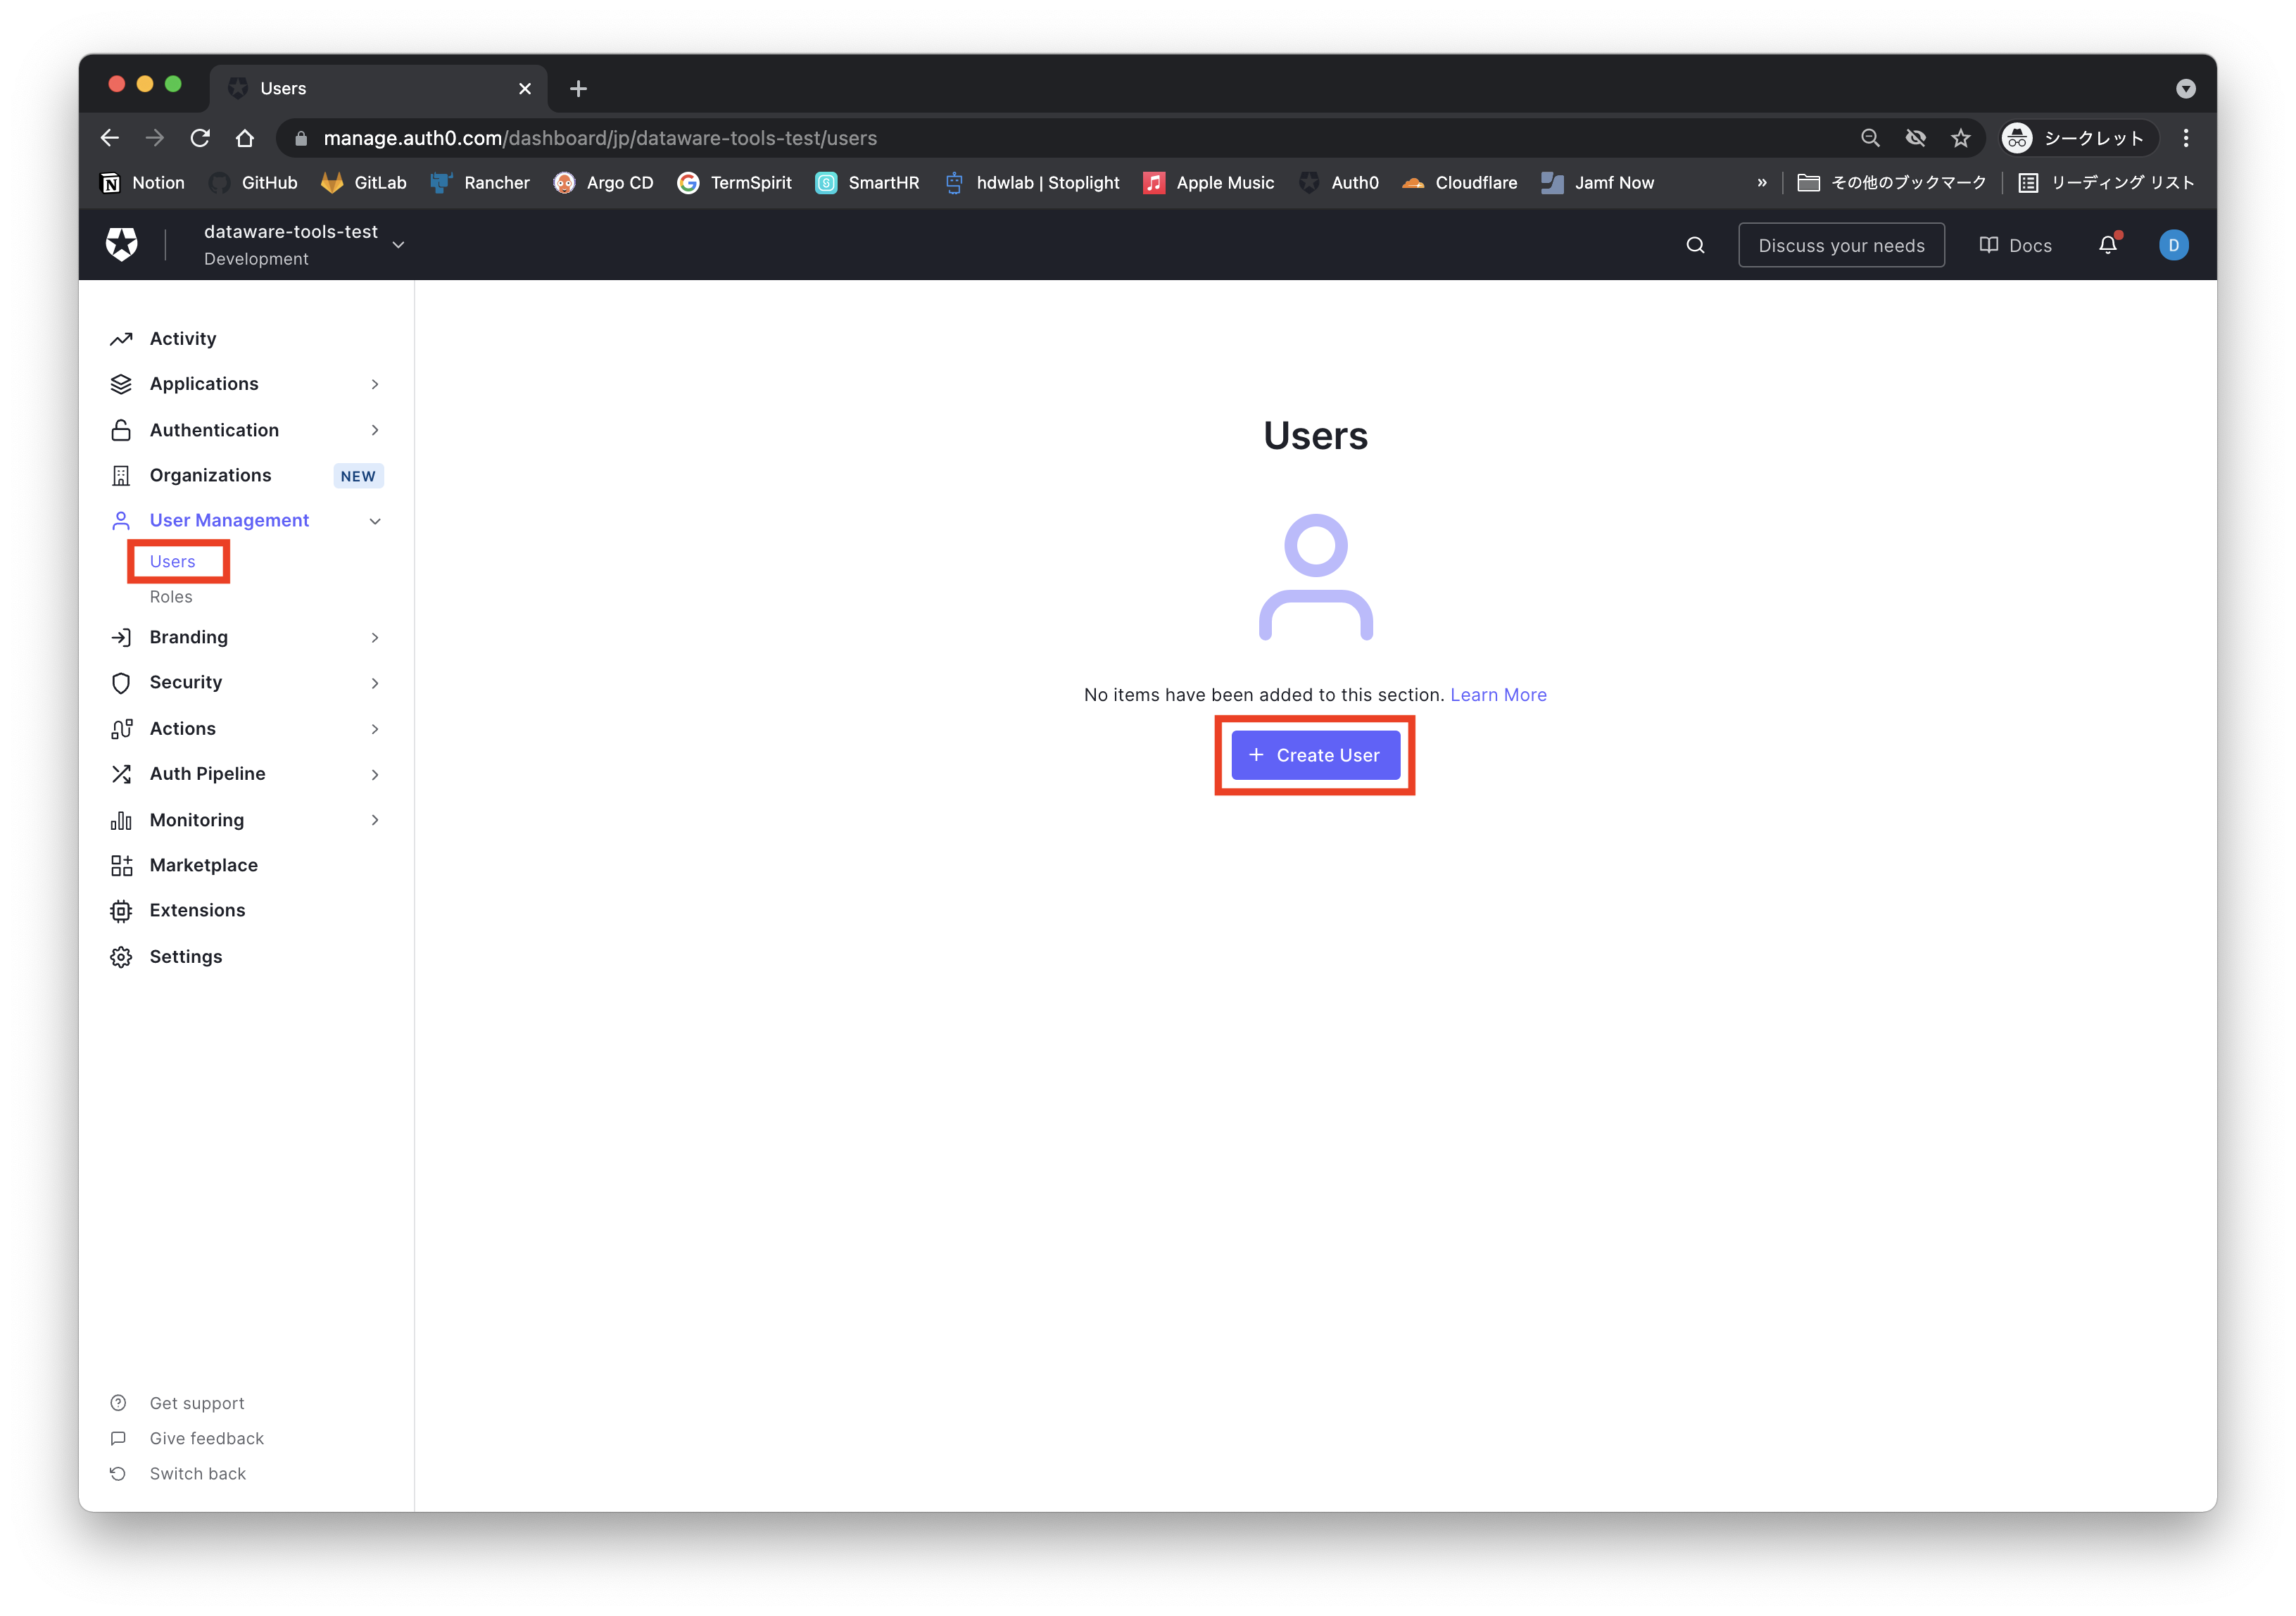 Users
manage.auth0.com/dashboard/jp/dataware-tools-test/users
シークレット
Notion GitHub GitLab Rancher Argo CD TermSpirit SmartHR hdwlab | Stoplight Apple Music Auth0 Cloudflare Jamf Now » その他のブックマーク リーディング リスト
dataware-tools-test
Development
Discuss your needs
Docs
D
Activity
Applications
Authentication
Organizations NEW
User Management
Users
Roles
Branding
Security
Actions
Auth Pipeline
Monitoring
Marketplace
Extensions
Settings
Get support
Give feedback
Switch back
Users
No items have been added to this section. Learn More
+ Create User